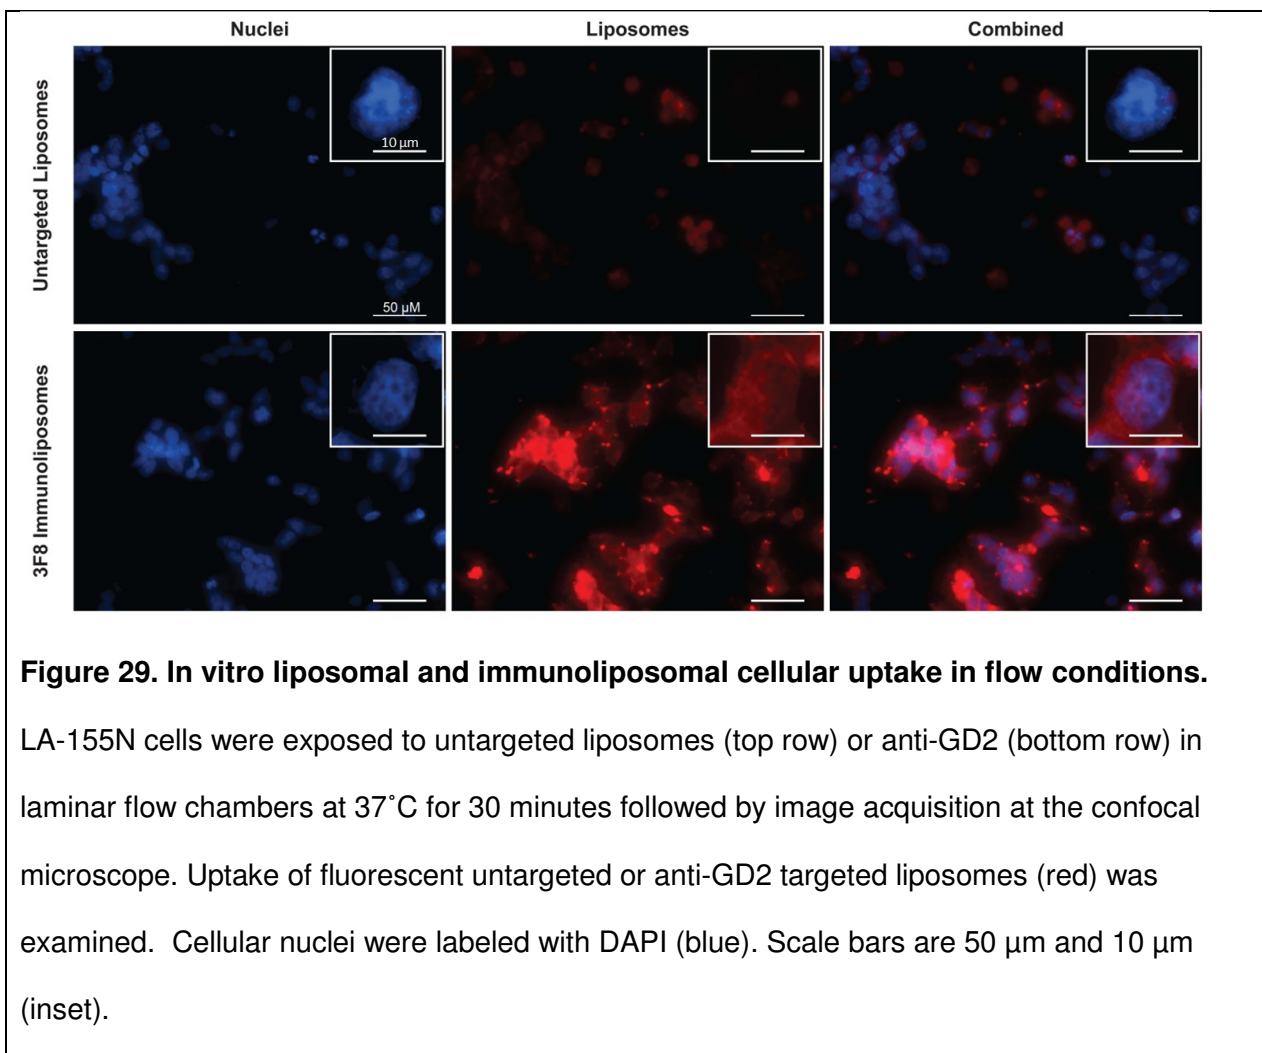 Nuclei
Liposomes
Combined
Untargeted Liposomes
10 µm
50 µM
3F8 Immunoliposomes
Figure 29. In vitro liposomal and immunoliposomal cellular uptake in flow conditions.
LA-155N cells were exposed to untargeted liposomes (top row) or anti-GD2 (bottom row) in
laminar flow chambers at 37˚C for 30 minutes followed by image acquisition at the confocal
microscope. Uptake of fluorescent untargeted or anti-GD2 targeted liposomes (red) was
examined.  Cellular nuclei were labeled with DAPI (blue). Scale bars are 50 µm and 10 µm
(inset).